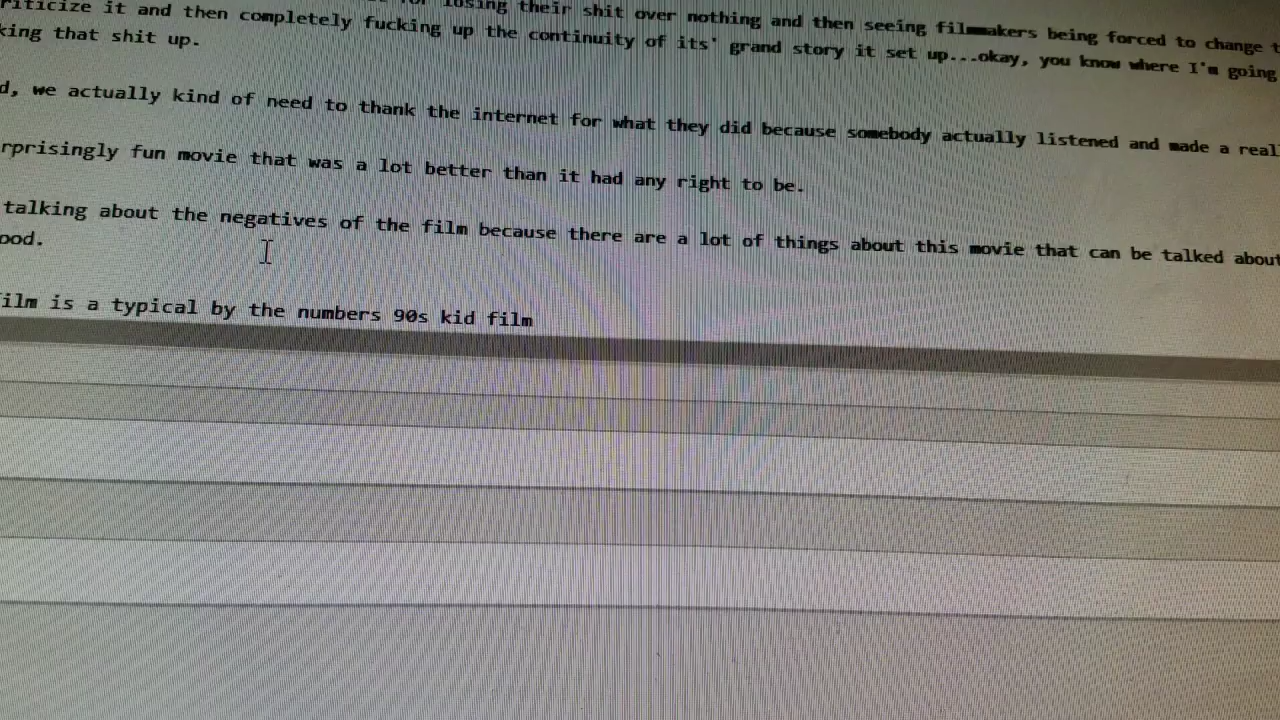 riticize it and then completely fucking up the continuity of its' grand story it set up...okay, you know where I'm going
losing their shit over nothing and then seeing filmmakers being forced to change
king that shit up.
d, we actually kind of need to thank the internet for what they did because somebody actually listened and made a real
rprisingly fun movie that was a lot better than it had any right to be.
talking about the negatives of the film because there are a lot of things about this movie that can be talked about
ood.
film is a typical by the numbers 90s kid film